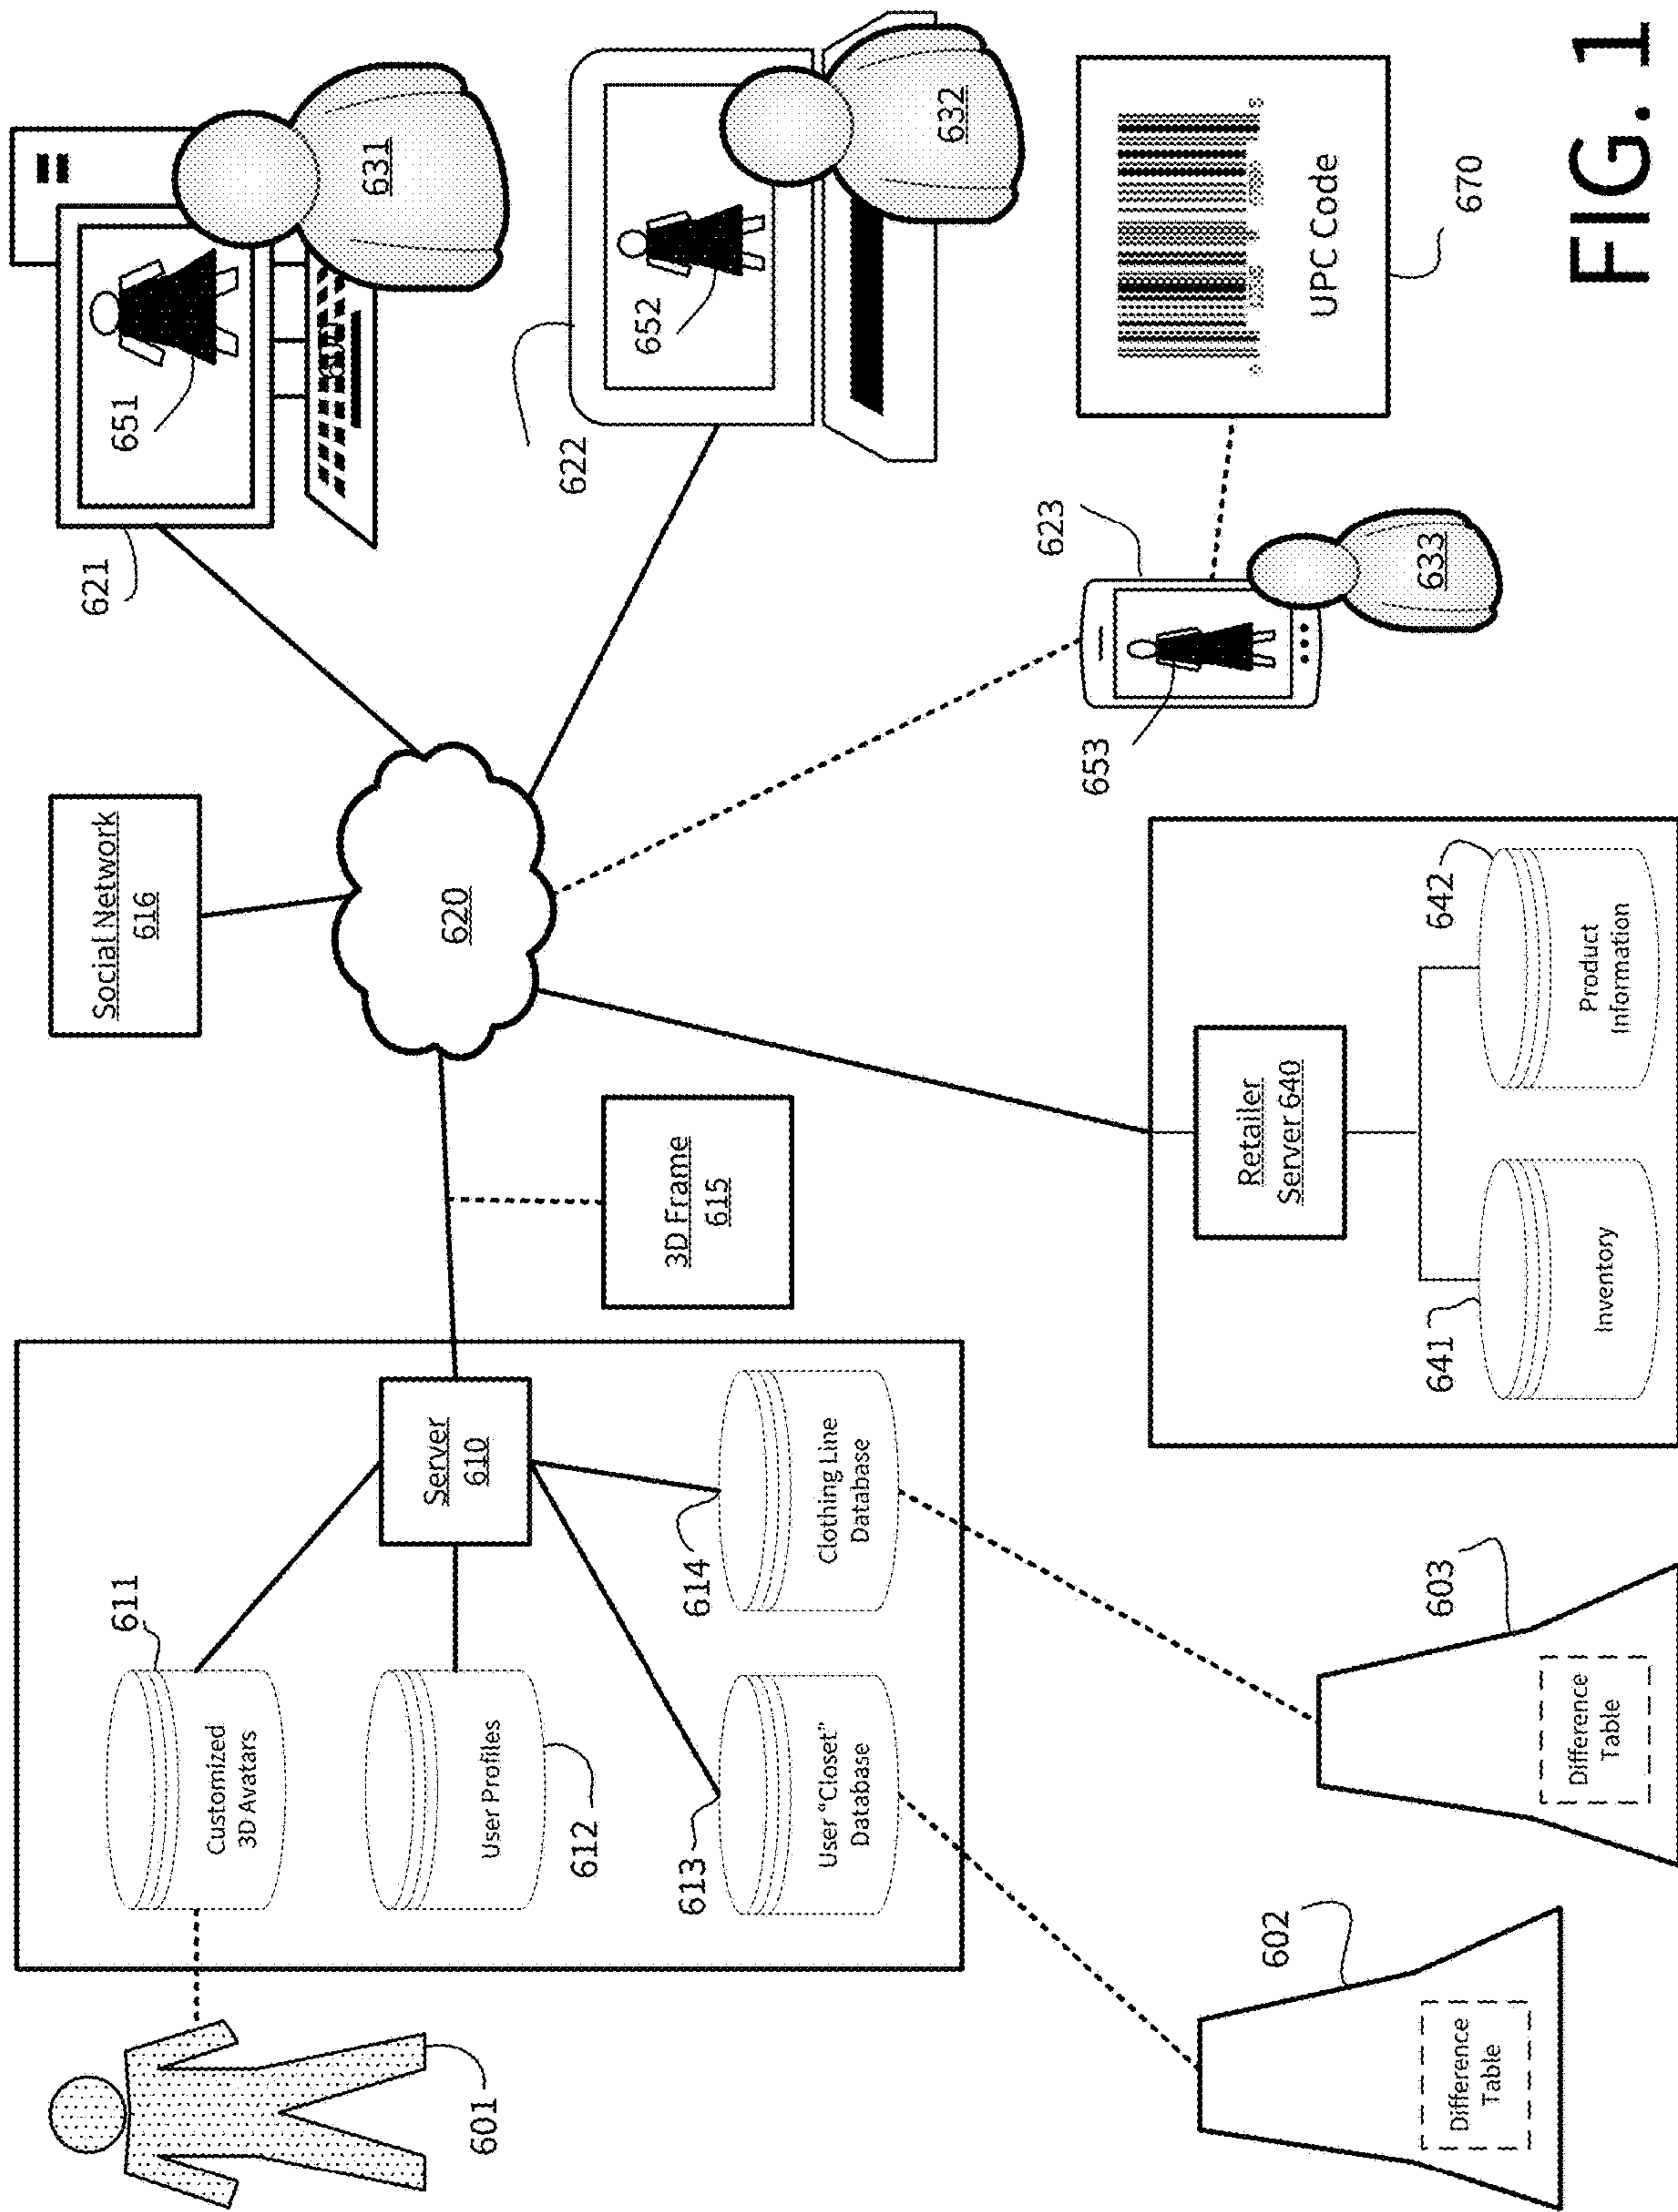 601
611
Customized
3D Avatars
User Profiles
612
613
User “Closet”
Database
614
Clothing Line
Database
Server
610
3D Frame
615
Social Network
616
620
621
651
631
622
652
632
623
653
633
UPC Code
670
602
Difference
Table
603
Difference
Table
Retailer
Server 640
641
Inventory
642
Product
Information
FIG. 1